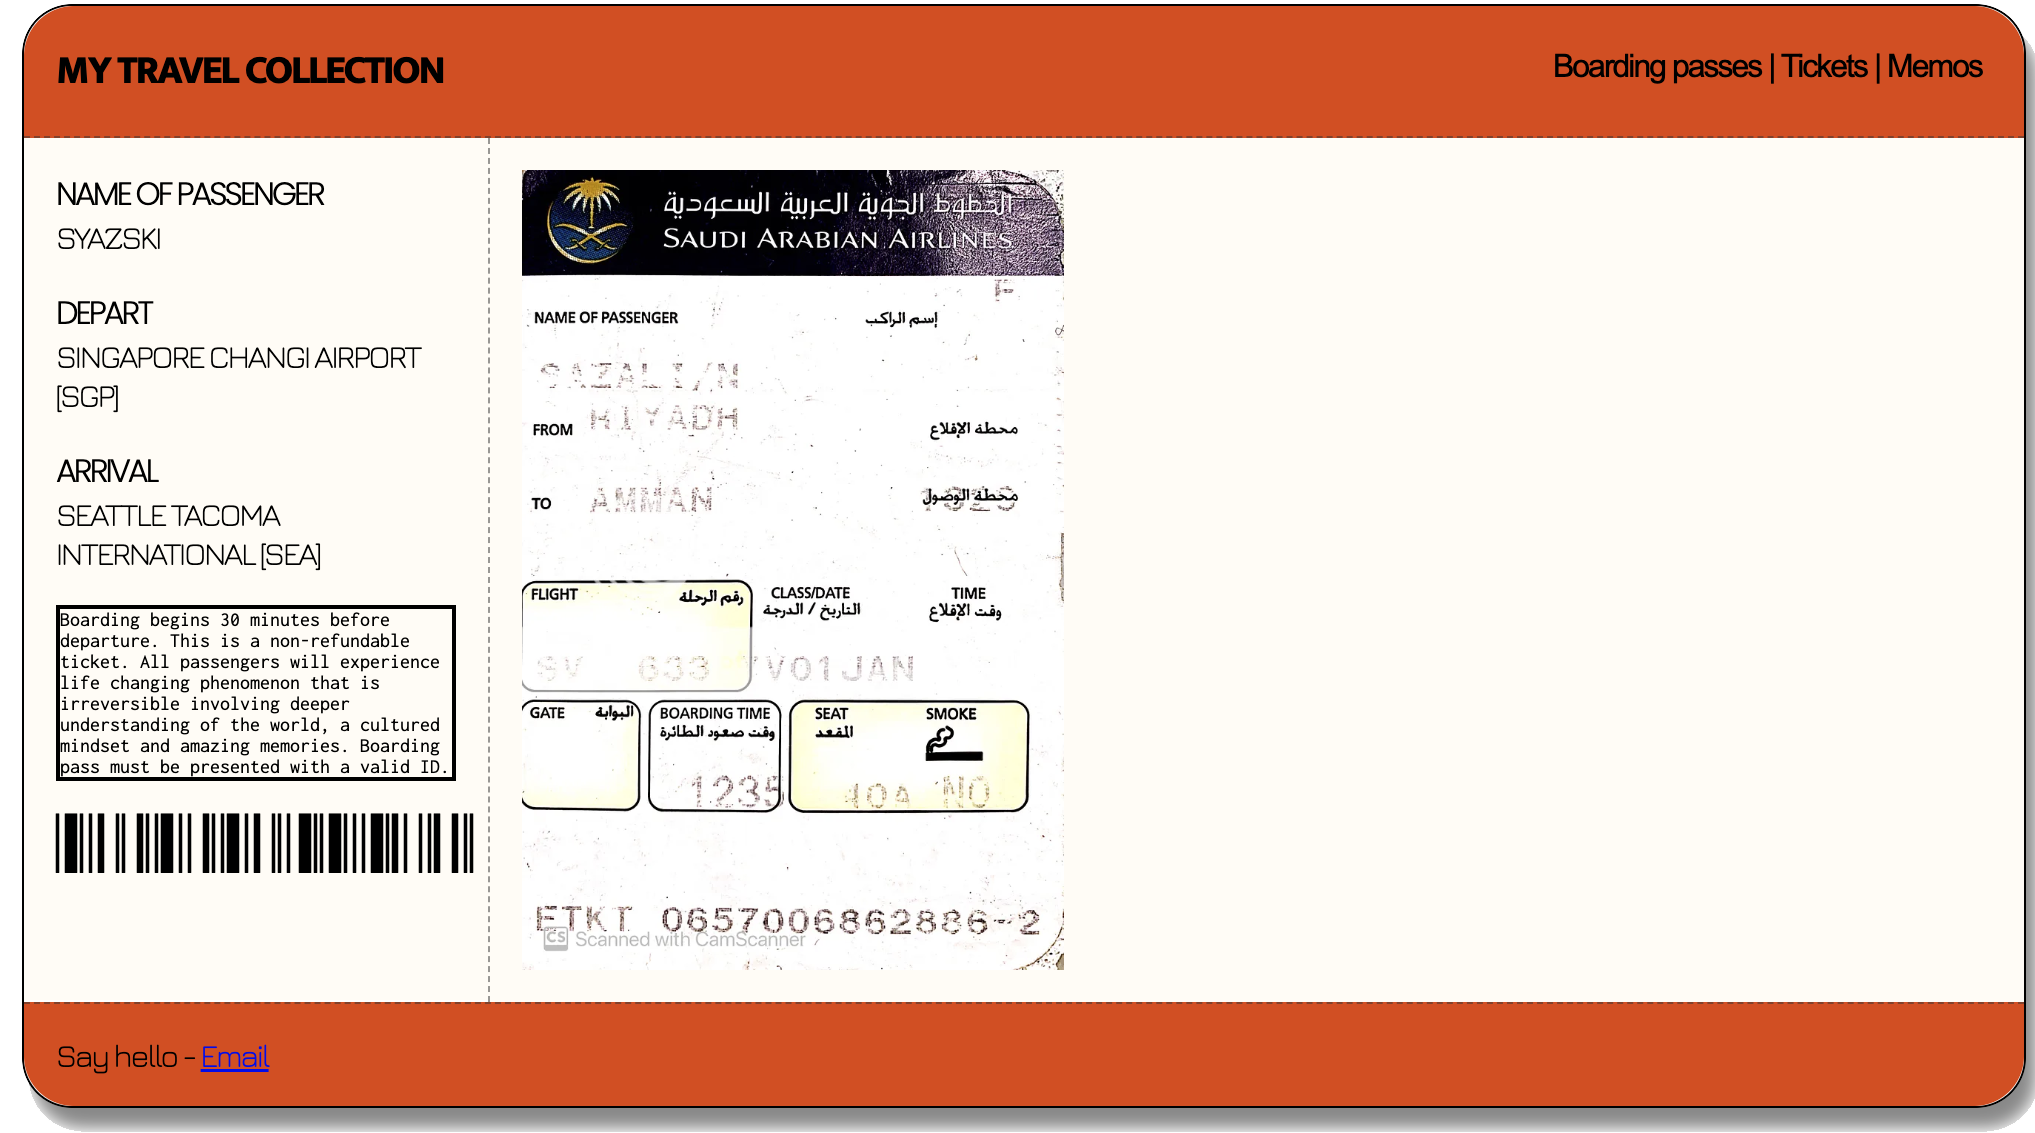 MY TRAVEL COLLECTION
Boarding passes | Tickets | Memos
NAME OF PASSENGER
SYAZSKI
DEPART
SINGAPORE CHANGI AIRPORT
[SGP]
ARRIVAL
SEATTLE TACOMA
INTERNATIONAL [SEA]
Boarding begins 30 minutes before
departure. This is a non-refundable
ticket. All passengers will experience
life changing phenomenon that is
irreversible involving deeper
understanding of the world, a cultured
mindset and amazing memories. Boarding
pass must be presented with a valid ID.
الخطوط الجوية العربية السعودية
SAUDI ARABIAN AIRLINES
F
NAME OF PASSENGER إسم الراكب
SAZALI/N
RIYADH
FROM محطة الإقلاع
TO AMMAN محطة الوصول
FLIGHT رقم الرحلة CLASS/DATE TIME
التاريخ / الدرجة وقت الإقلاع
SV 633 V01JAN
GATE البوابة BOARDING TIME SEAT SMOKE
وقت صعود الطائرة المقعد
1235 40A NO
ETKT 0657006862886-2
CS Scanned with CamScanner
Say hello - Email